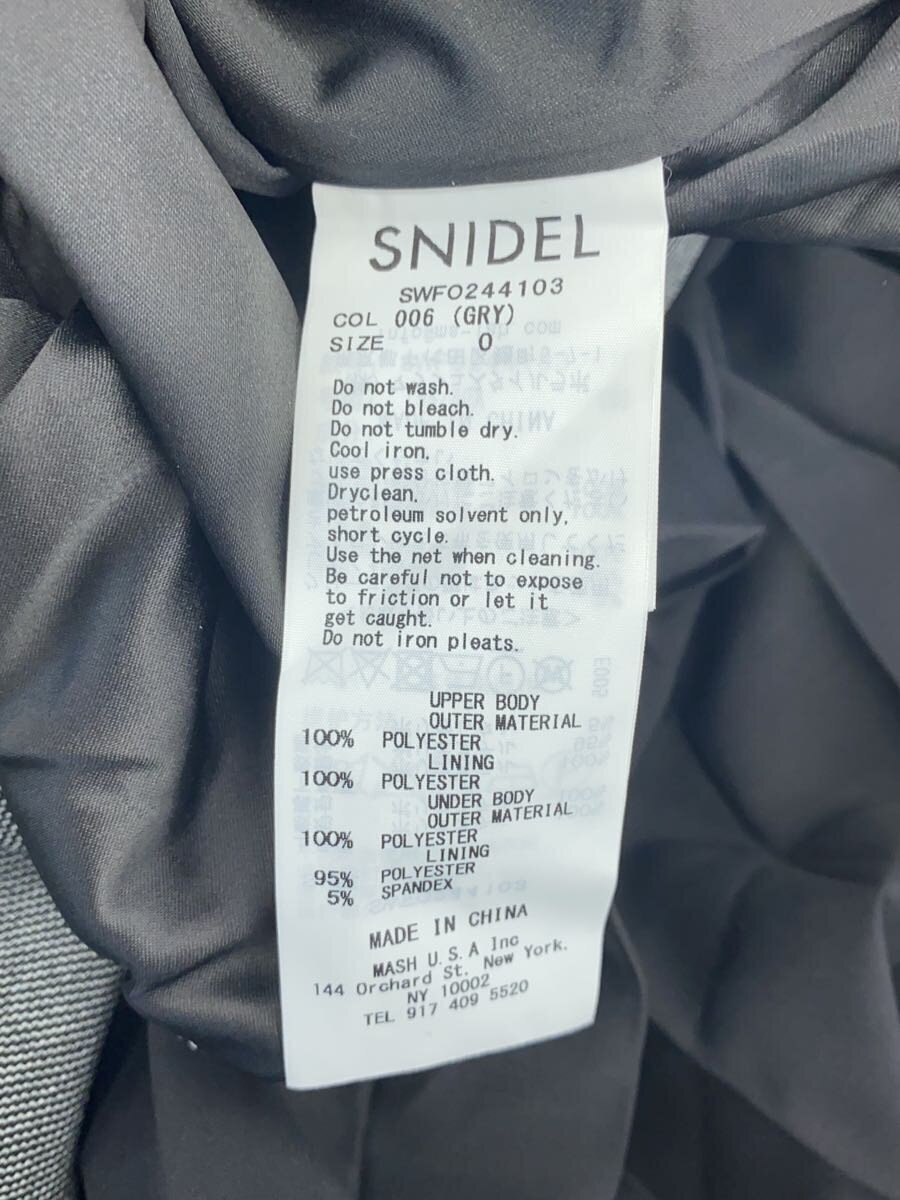 SNIDEL
SWFO244103
COL 006 (GRY)
SIZE 0
Do not wash.
Do not bleach.
Do not tumble dry.
Cool iron,
use press cloth.
Dryclean,
petroleum solvent only,
short cycle.
Use the net when cleaning.
Be careful not to expose
to friction or let it
get caught.
Do not iron pleats.
UPPER BODY
OUTER MATERIAL
100% POLYESTER
LINING
100% POLYESTER
UNDER BODY
OUTER MATERIAL
100% POLYESTER
LINING
95% POLYESTER
5% SPANDEX
MADE IN CHINA
MASH U.S.A Inc
144 Orchard St. New York.
NY 10002
TEL 917 409 5520